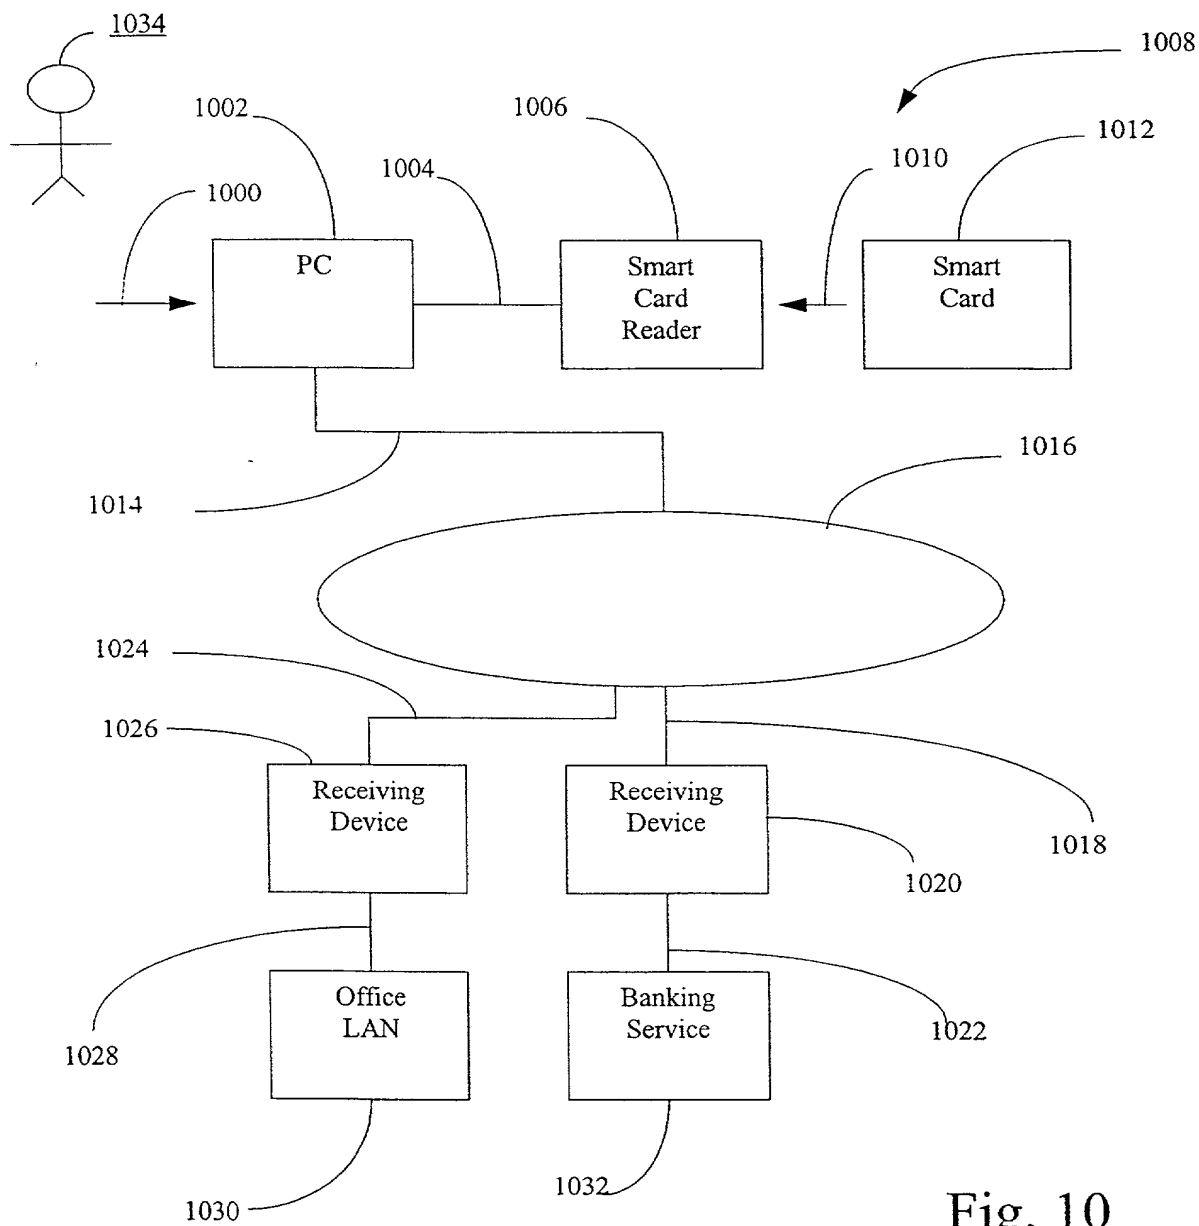 1034
1008
1002
1006
1012
1004
1010
1000
PC
Smart
Card
Reader
Smart
Card
1016
1014
1024
1026
Receiving
Device
Receiving
Device
1018
1020
Office
LAN
Banking
Service
1022
1028
1032
1030
Fig. 10